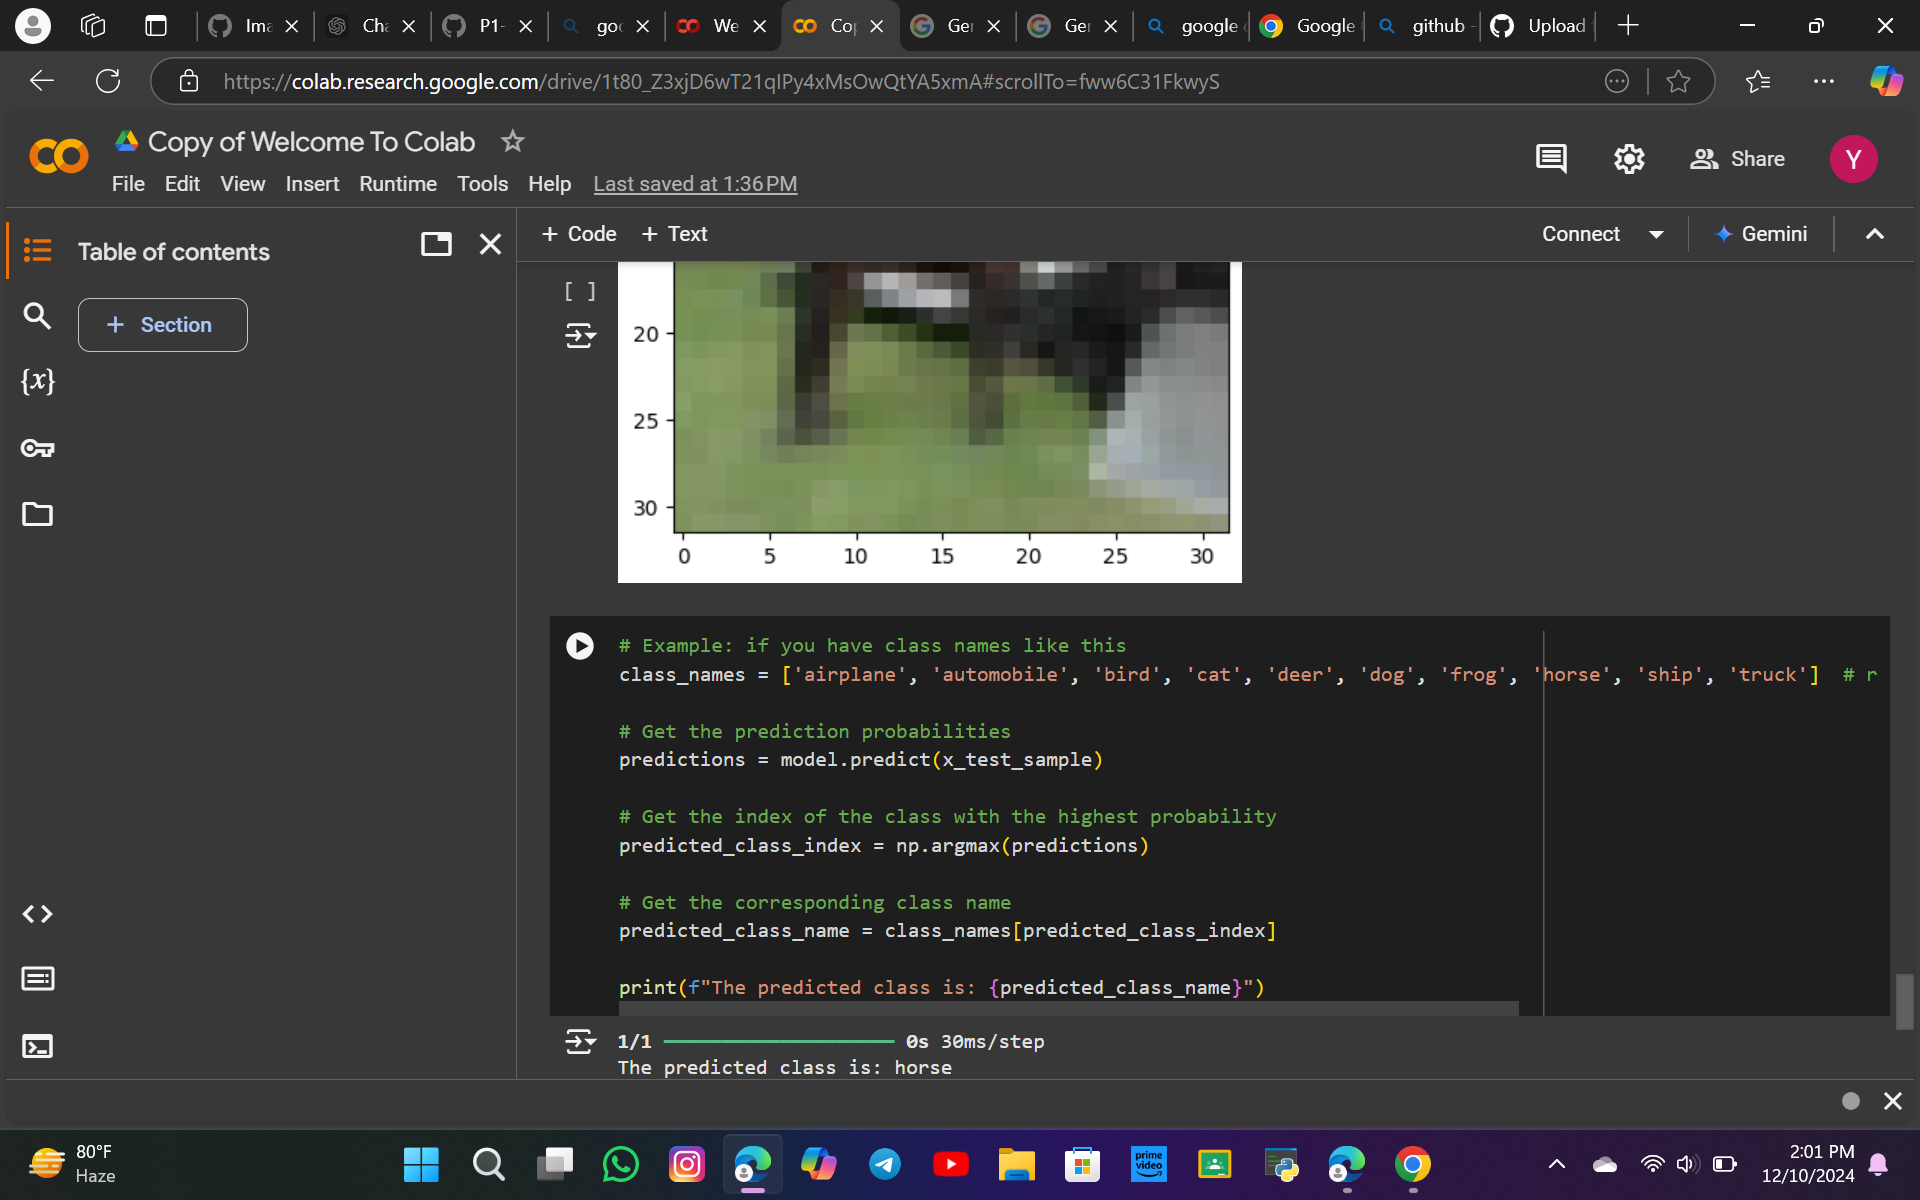 Ima
Cha
P1-
goo
We
Cop
Ger
Ger
google c
Google
github -
Upload
https://colab.research.google.com/drive/1t80_Z3xjD6wT21qIPy4xMsOwQtYA5xmA#scrollTo=fww6C31FkwyS
Copy of Welcome To Colab
File Edit View Insert Runtime Tools Help Last saved at 1:36 PM
Share
Y
Table of contents
+ Section
{x}
+ Code + Text
Connect
Gemini
[ ]
20
25
30
0 5 10 15 20 25 30
# Example: if you have class names like this
class_names = ['airplane', 'automobile', 'bird', 'cat', 'deer', 'dog', 'frog', 'horse', 'ship', 'truck'] # r
# Get the prediction probabilities
predictions = model.predict(x_test_sample)
# Get the index of the class with the highest probability
predicted_class_index = np.argmax(predictions)
# Get the corresponding class name
predicted_class_name = class_names[predicted_class_index]
print(f"The predicted class is: {predicted_class_name}")
1/1 ━━━━━━━━━━━━━━━━━━━━ 0s 30ms/step
The predicted class is: horse
80°F
Haze
prime video
2:01 PM
12/10/2024